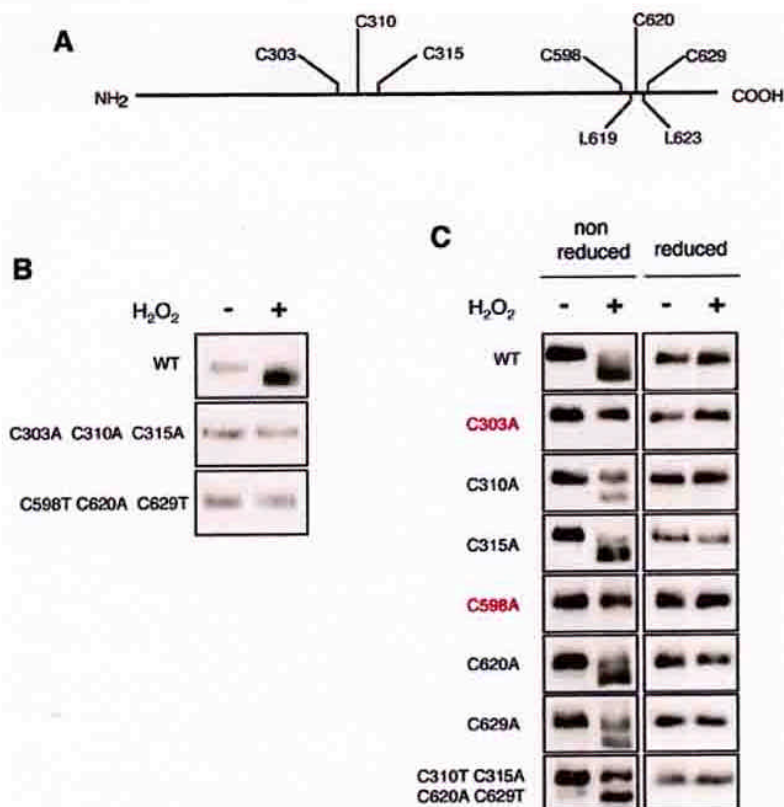 A
C310
C620
C303
C315
C598
C629
NH2
COOH
L619
L623
B
H2O2 - +
WT
C303A C310A C315A
C598T C620A C629T
C
non reduced
reduced
H2O2 - + - +
WT
C303A
C310A
C315A
C598A
C620A
C629A
C310T C315A
C620A C629T